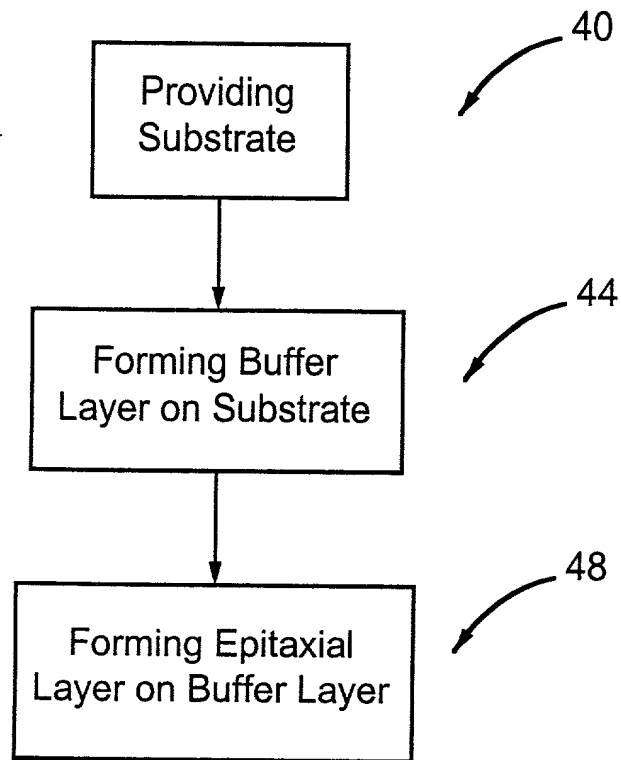 40
Providing
Substrate
44
Forming Buffer
Layer on Substrate
48
Forming Epitaxial
Layer on Buffer Layer